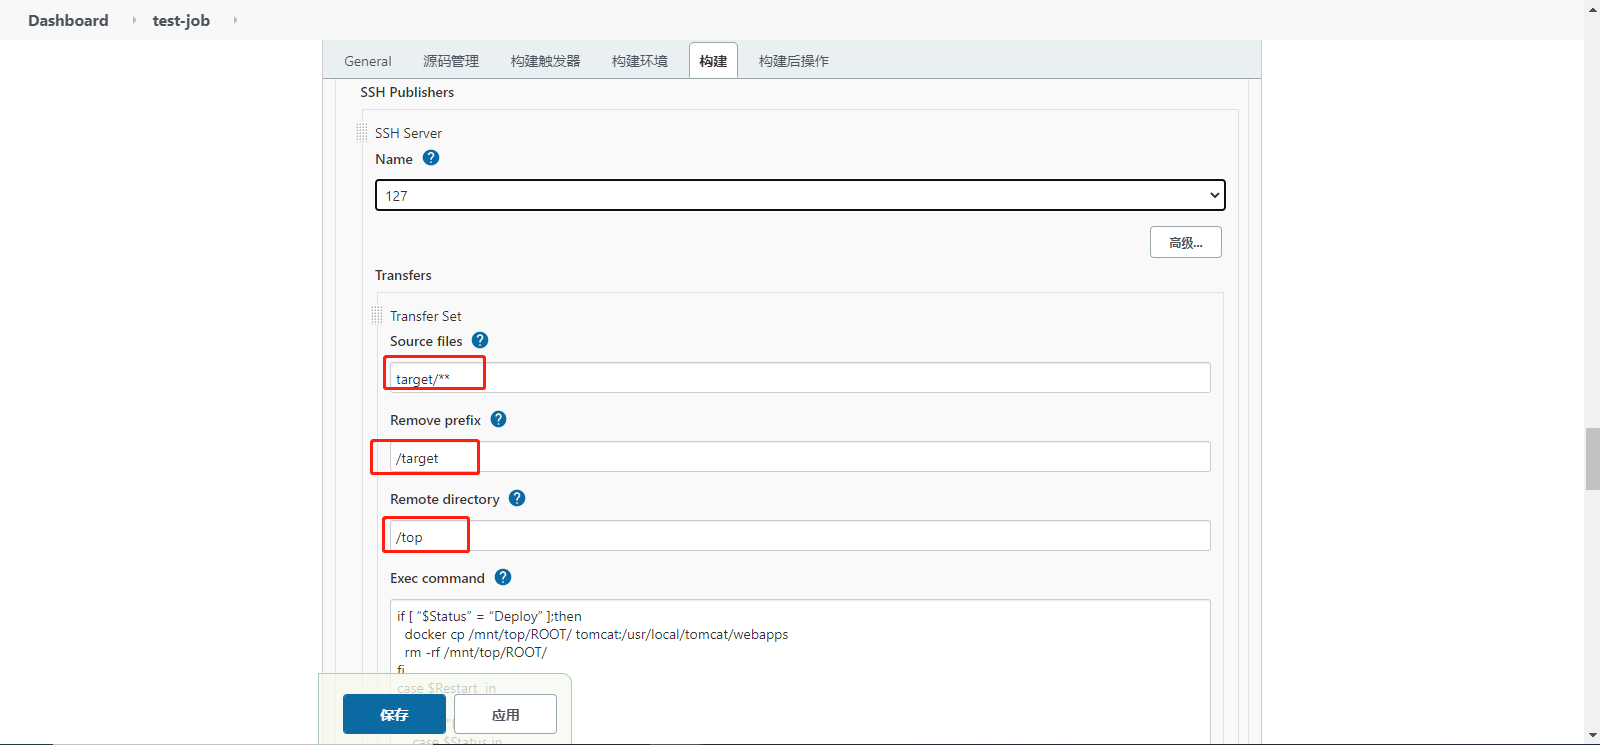 Dashboard test-job
General 源码管理 构建触发器 构建环境 构建 构建后操作
SSH Publishers
SSH Server
Name ?
127
高级...
Transfers
Transfer Set
Source files ?
target/**
Remove prefix ?
/target
Remote directory ?
/top
Exec command ?
if [ “$Status” = “Deploy” ];then
docker cp /mnt/top/ROOT/ tomcat:/usr/local/tomcat/webapps
rm -rf /mnt/top/ROOT/
fi
case $Restart in
保存 应用
case $Status in